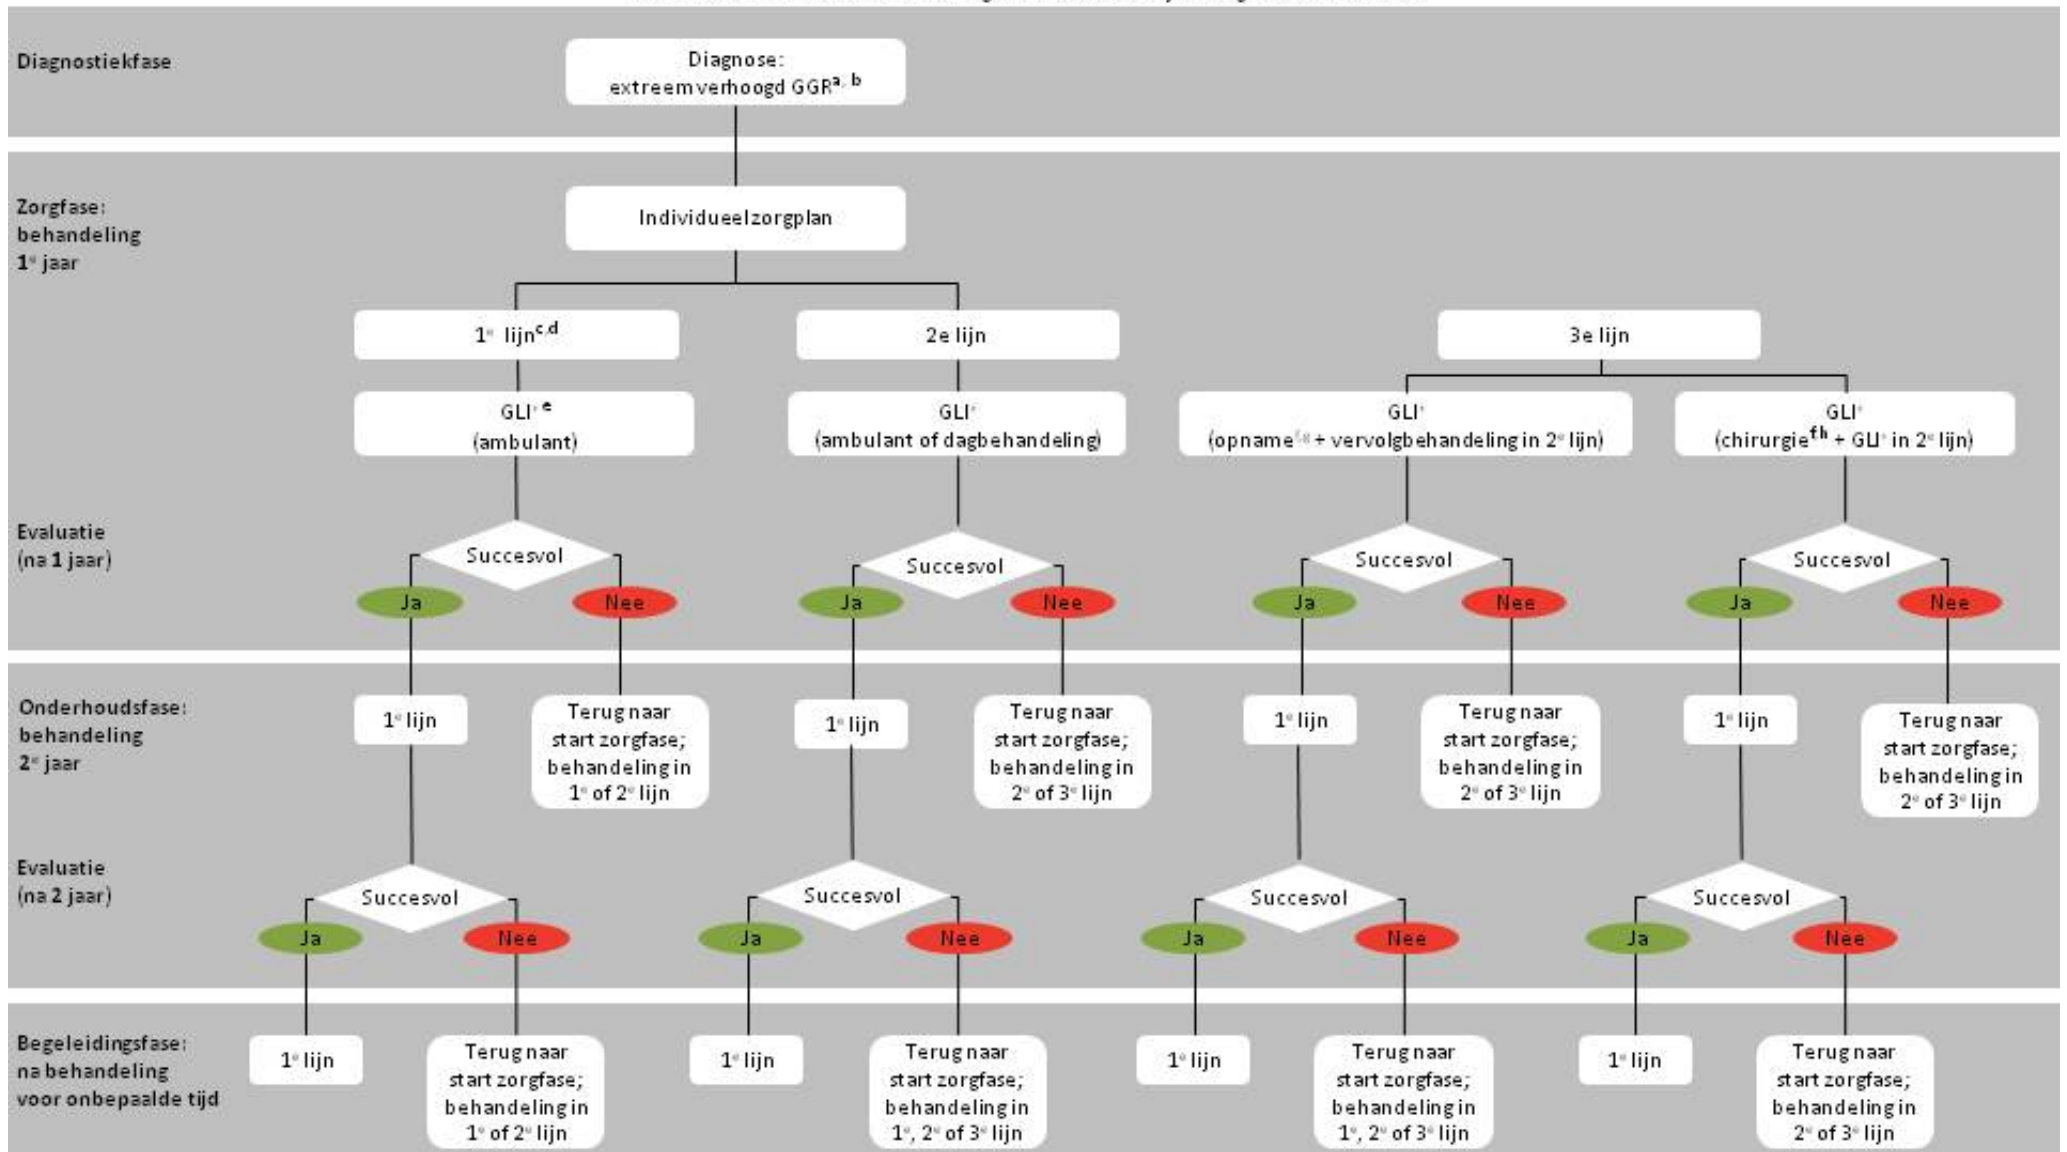 Diagnostiekfase
Diagnose:
extreem verhoogd GGR a, b
Zorgfase:
behandeling
1e jaar
Individueel zorgplan
1e lijn c,d
2e lijn
3e lijn
GLI+ e
(ambulant)
GLI+
(ambulant of dagbehandeling)
GLI+
(opname f,g + vervolgbehandeling in 2e lijn)
GLI+
(chirurgie f,h + GLI+ in 2e lijn)
Evaluatie
(na 1 jaar)
Succesvol
Succesvol
Succesvol
Succesvol
Ja
Nee
Ja
Nee
Ja
Nee
Ja
Nee
Onderhoudsfase:
behandeling
2e jaar
1e lijn
Terug naar
start zorgfase;
behandeling in
1e of 2e lijn
1e lijn
Terug naar
start zorgfase;
behandeling in
2e of 3e lijn
1e lijn
Terug naar
start zorgfase;
behandeling in
2e of 3e lijn
1e lijn
Terug naar
start zorgfase;
behandeling in
2e of 3e lijn
Evaluatie
(na 2 jaar)
Succesvol
Succesvol
Succesvol
Succesvol
Ja
Nee
Ja
Nee
Ja
Nee
Ja
Nee
Begeleidingsfase:
na behandeling
voor onbepaalde tijd
1e lijn
Terug naar
start zorgfase;
behandeling in
1e of 2e lijn
1e lijn
Terug naar
start zorgfase;
behandeling in
1e, 2e of 3e lijn
1e lijn
Terug naar
start zorgfase;
behandeling in
1e, 2e of 3e lijn
1e lijn
Terug naar
start zorgfase;
behandeling in
2e of 3e lijn